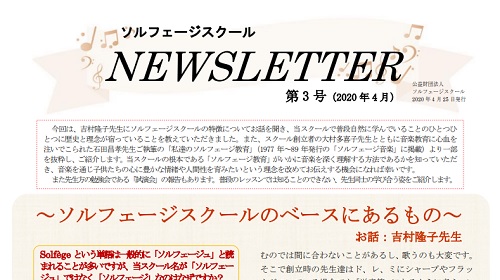 ソルフェージスクール
NEWSLETTER
第3号（2020年4月）
公益財団法人
ソルフェージスクール
2020年4月25日発行
今回は、吉村隆子先生にソルフェージスクールの特徴についてお話を聞き、当スクールで普段自然に学んでいることのひとつひ
とつに歴史と理念が宿っていることを教えていただきました。また、スクール創立者の大村多喜子先生とともに音楽教育に心血を
注いでこられた石田昌孝先生ご執筆の「私達のソルフェージ教育」（1977年～89年発行の「ソルフェージ音楽」に掲載）より一部
を抜粋し、ご紹介します。当スクールの根本である「ソルフェージ教育」がいかに音楽を深く理解する方法であるかを知っていただ
き、音楽を通じ子供たちの心に豊かな情緒や人間性を育みたいという理念を改めてお伝えする機会になれば幸いです。
また先生方の勉強会である「試演会」の報告もあります。普段のレッスンでは知ることのできない、先生同士の学び合う姿をご紹介します。
～ソルフェージスクールのベースにあるもの～
お話：吉村隆子先生
Solfège という単語は一般的に「ソルフェージュ」と読
まれることが多いですが、当スクール名が「ソルフェー
ジュ」ではなく「ソルフェージ」なのはなぜですか？
むのでは間に合わないことがあるし、歌うのも大変です。
そこで創立時の先生達はド、レ、ミにシャープやフラッ